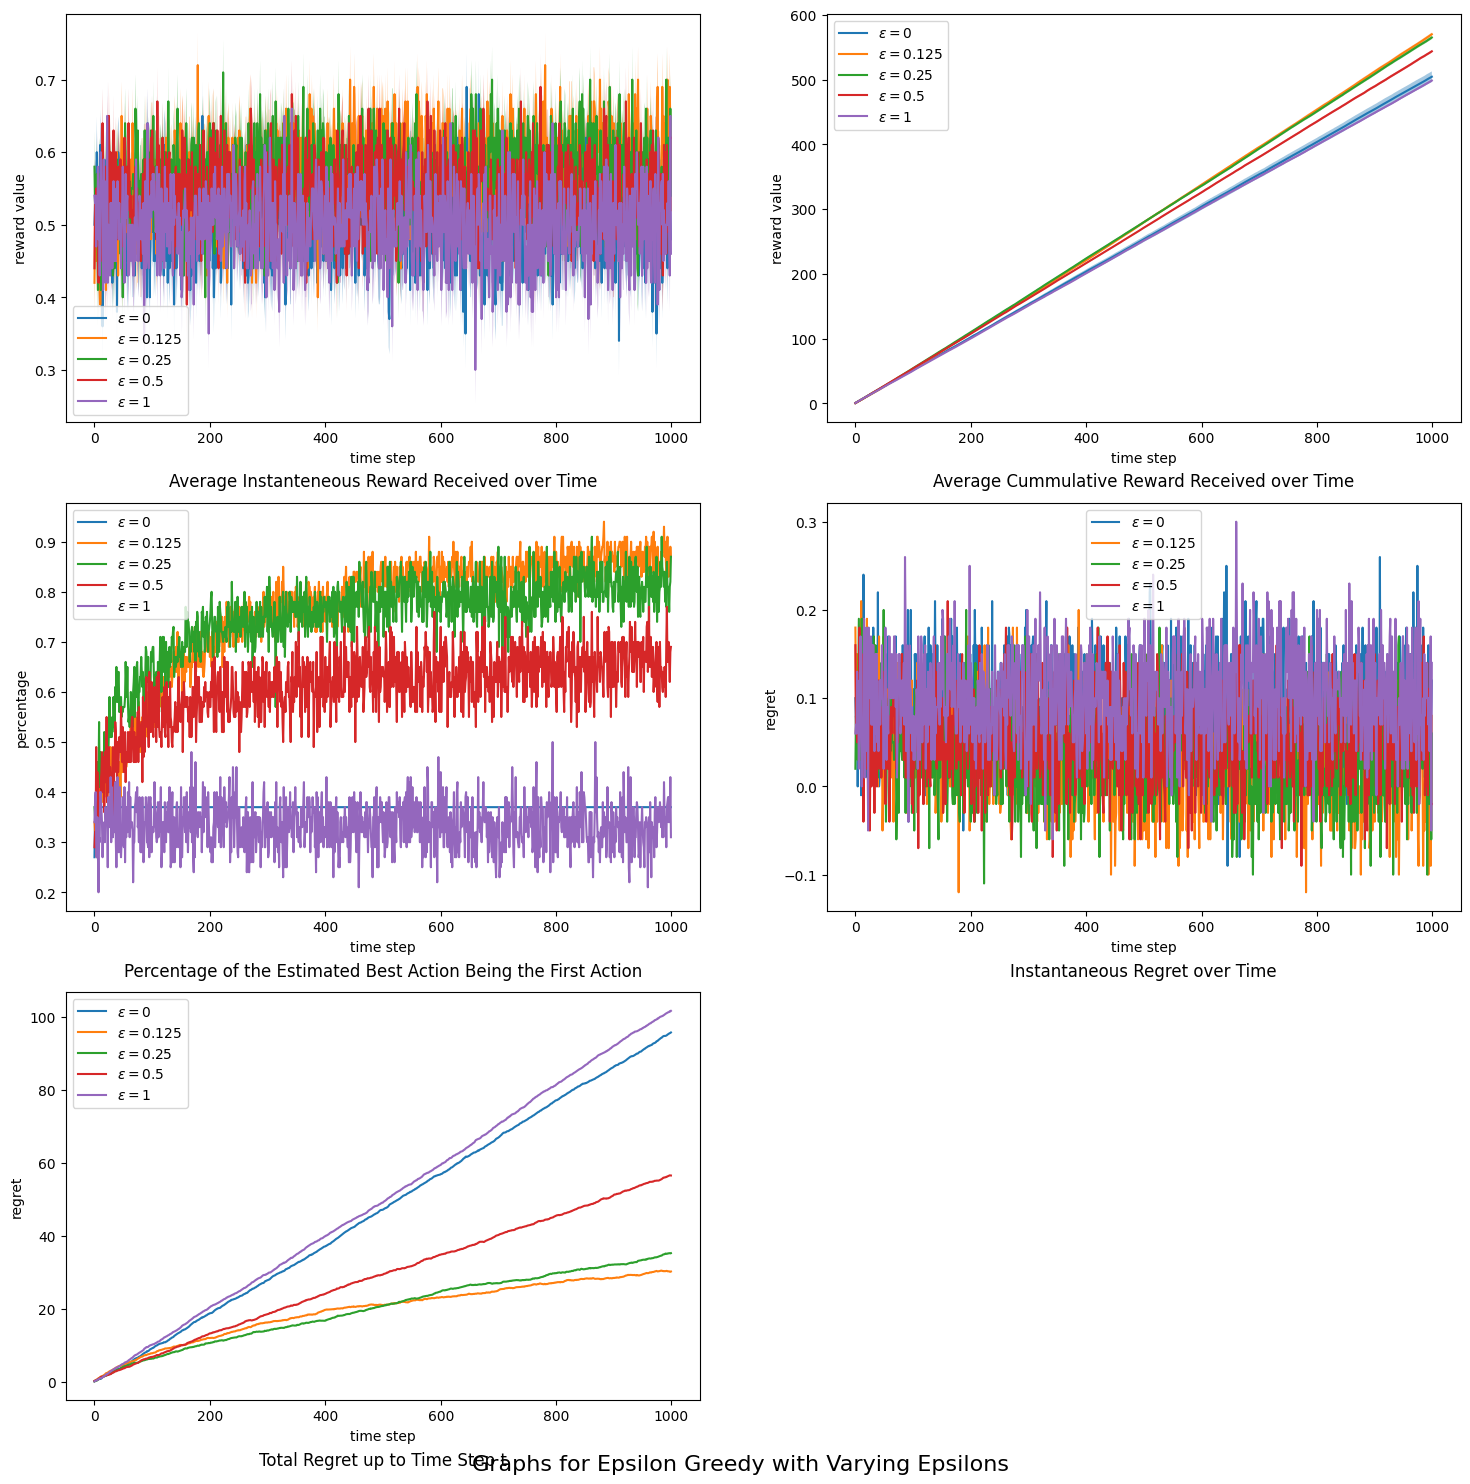 0.7
0.6
0.5
0.4
0.3
reward value
ε = 0
ε = 0.125
ε = 0.25
ε = 0.5
ε = 1
0 200 400 600 800 1000
time step
Average Instanteneous Reward Received over Time
600
500
400
300
200
100
0
reward value
ε = 0
ε = 0.125
ε = 0.25
ε = 0.5
ε = 1
0 200 400 600 800 1000
time step
Average Cummulative Reward Received over Time
0.9
0.8
0.7
0.6
0.5
0.4
0.3
0.2
percentage
ε = 0
ε = 0.125
ε = 0.25
ε = 0.5
ε = 1
0 200 400 600 800 1000
time step
Percentage of the Estimated Best Action Being the First Action
0.3
0.2
0.1
0.0
−0.1
regret
ε = 0
ε = 0.125
ε = 0.25
ε = 0.5
ε = 1
0 200 400 600 800 1000
time step
Instantaneous Regret over Time
100
80
60
40
20
0
regret
ε = 0
ε = 0.125
ε = 0.25
ε = 0.5
ε = 1
0 200 400 600 800 1000
time step
Total Regret up to Time Step t
Graphs for Epsilon Greedy with Varying Epsilons